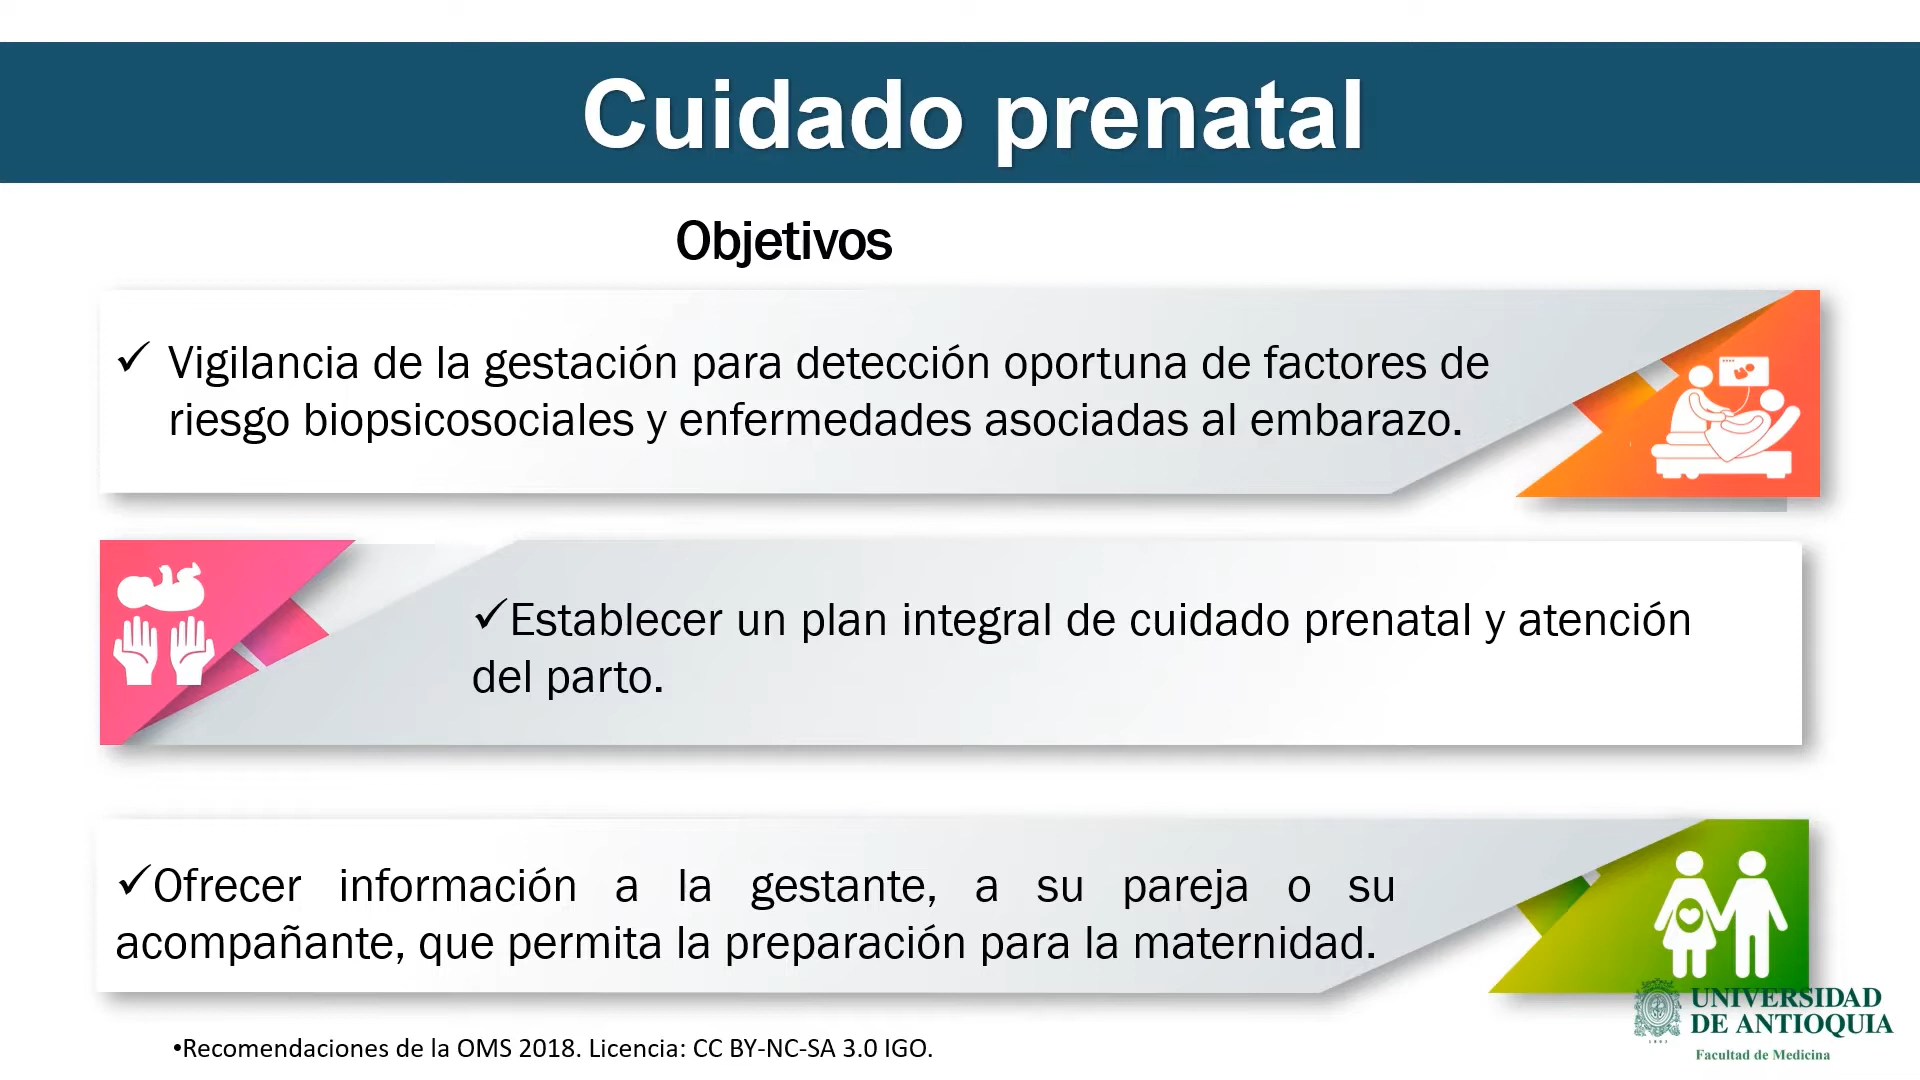 Cuidado prenatal
Objetivos
✓ Vigilancia de la gestación para detección oportuna de factores de
riesgo biopsicosociales y enfermedades asociadas al embarazo.
✓Establecer un plan integral de cuidado prenatal y atención
del parto.
✓Ofrecer información a la gestante, a su pareja o su
acompañante, que permita la preparación para la maternidad.
•Recomendaciones de la OMS 2018. Licencia: CC BY-NC-SA 3.0 IGO.
UNIVERSIDAD
DE ANTIOQUIA
1803
Facultad de Medicina